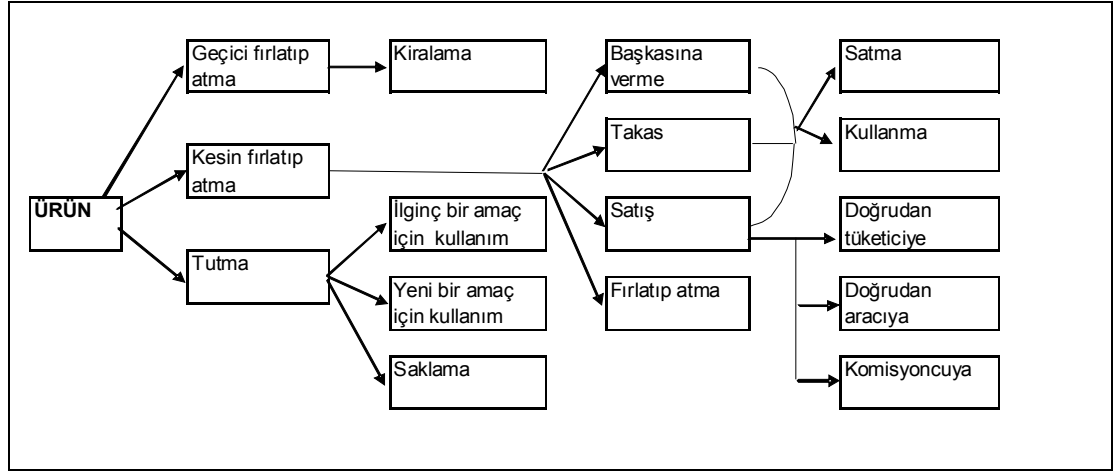 Geçici fırlatıp
atma
Kiralama
Başkasına
verme
Satma
Kesin fırlatıp
atma
Takas
Kullanma
ÜRÜN
İlginç bir amaç
için kullanım
Satış
Doğrudan
tüketiciye
Tutma
Yeni bir amaç
için kullanım
Fırlatıp atma
Doğrudan
aracıya
Saklama
Komisyoncuya